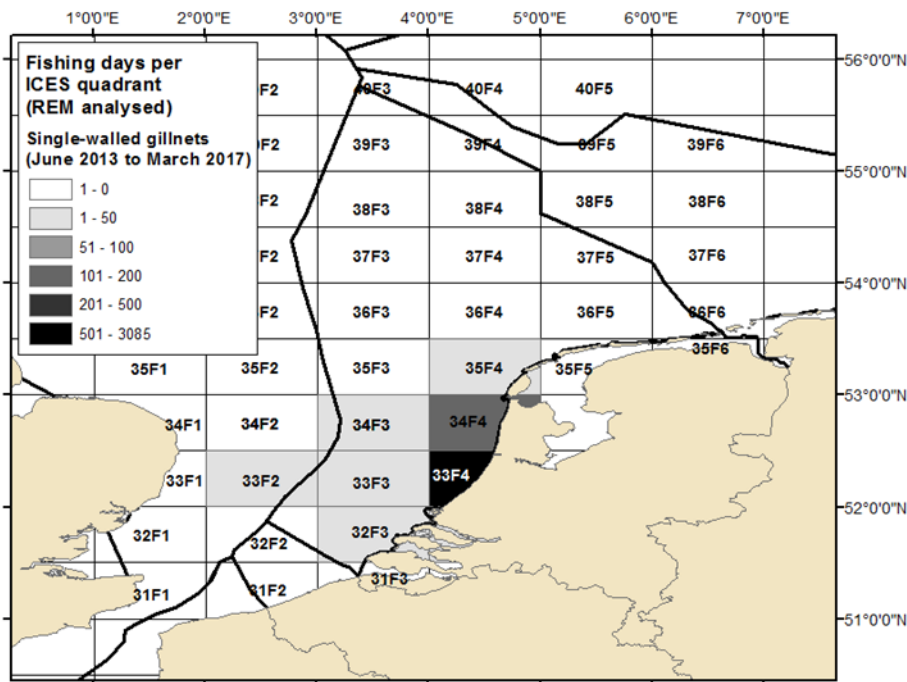 1°0'0"E 2°0'0"E 3°0'0"E 4°0'0"E 5°0'0"E 6°0'0"E 7°0'0"E
Fishing days per
ICES quadrant
(REM analysed)
Single-walled gillnets
(June 2013 to March 2017)
1 - 0
1 - 50
51 - 100
101 - 200
201 - 500
501 - 3085
56°0'0"N
F2 40F3 40F4 40F5
F2 39F3 39F4 39F5 39F6
55°0'0"N
F2 38F3 38F4 38F5 38F6
F2 37F3 37F4 37F5 37F6
54°0'0"N
F2 36F3 36F4 36F5 36F6
35F1 35F2 35F3 35F4 35F5 35F6
53°0'0"N
34F1 34F2 34F3 34F4
33F1 33F2 33F3 33F4
52°0'0"N
32F1 32F2 32F3
31F1 31F2 31F3
51°0'0"N